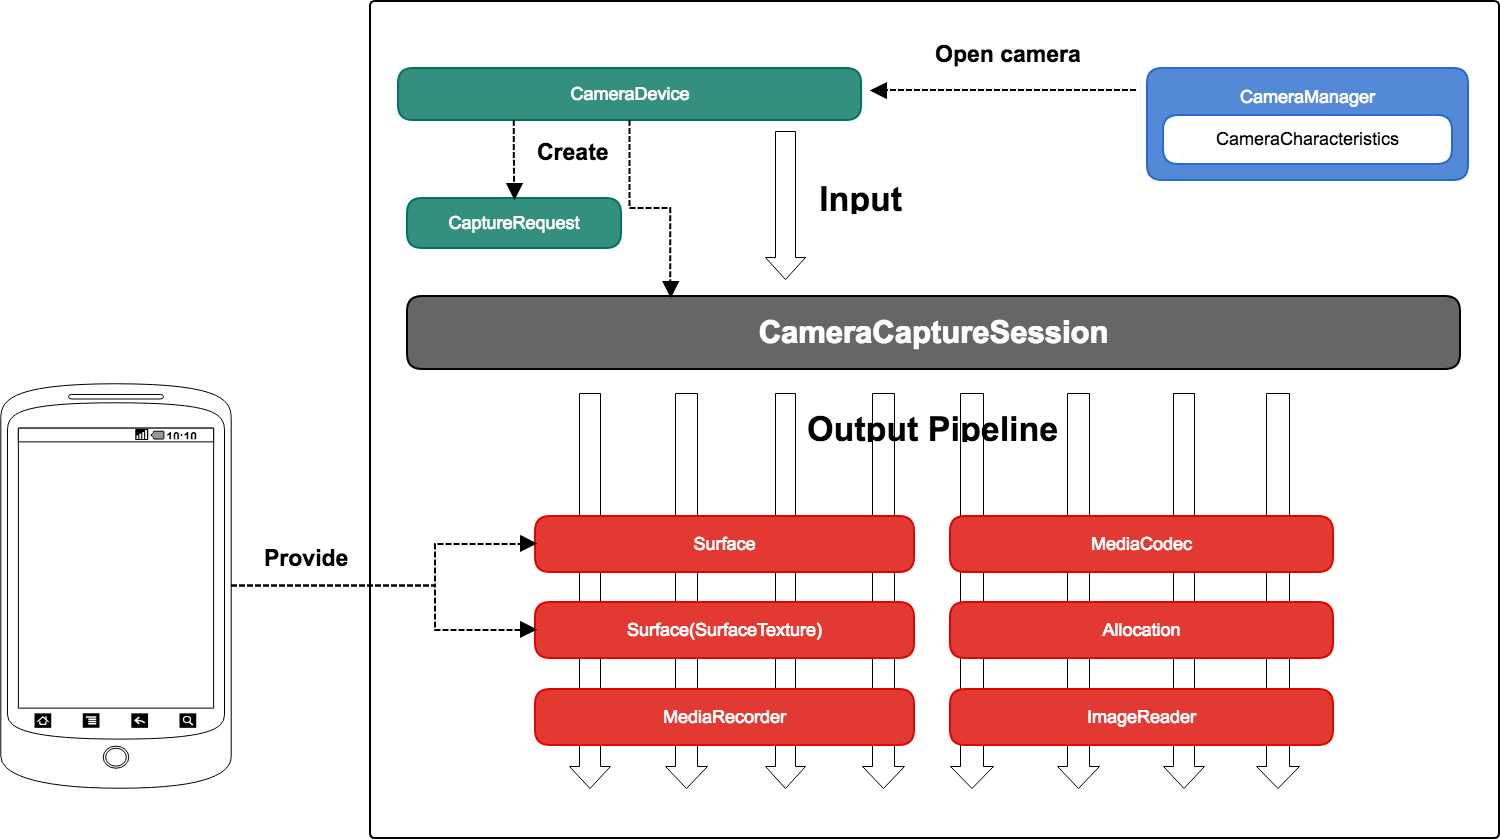 Open camera
CameraDevice
CameraManager
CameraCharacteristics
Create
Input
CaptureRequest
CameraCaptureSession
Output Pipeline
10:10
Provide
Surface
MediaCodec
Surface(SurfaceTexture)
Allocation
MediaRecorder
ImageReader